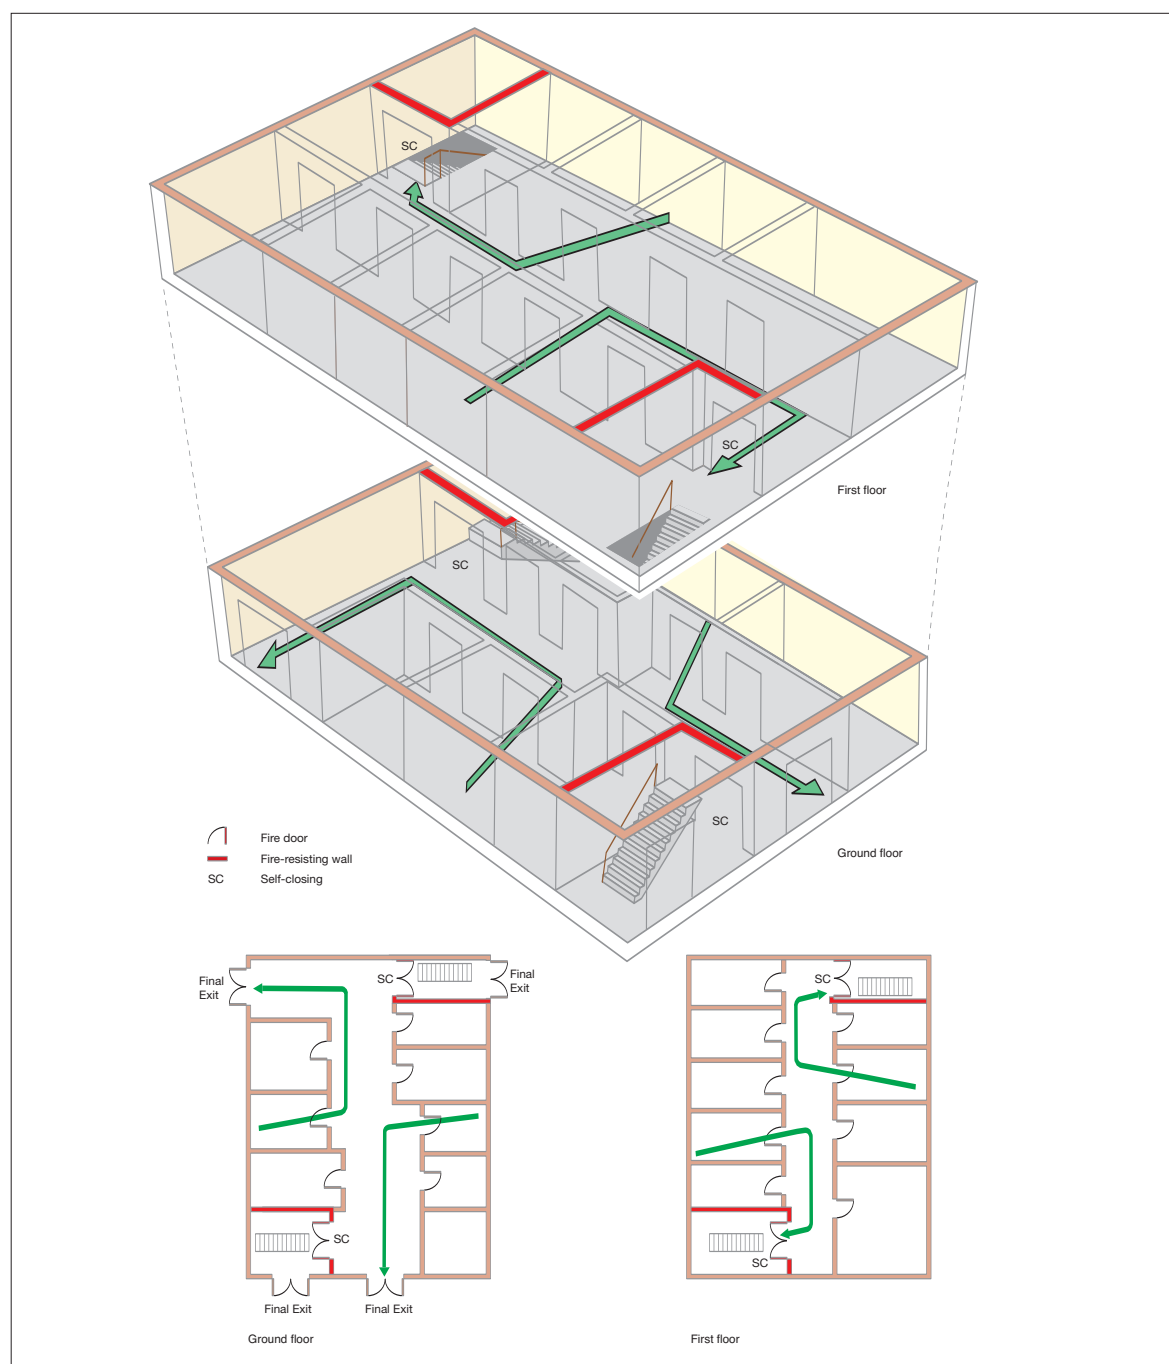 SC
SC
First floor
SC
SC
Ground floor
Fire door
Fire-resisting wall
SC
Self-closing
Final
Exit
SC
Final
Exit
SC
Final Exit
Final Exit
Ground floor
SC
SC
First floor